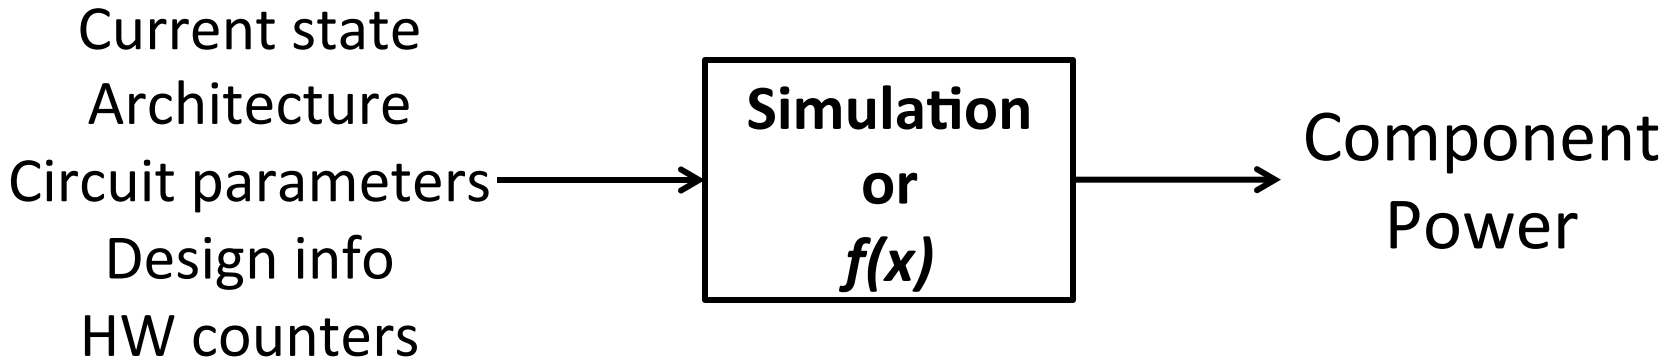 Current state
Architecture
Circuit parameters
Design info
HW counters
Simulation
or
f(x)
Component
Power